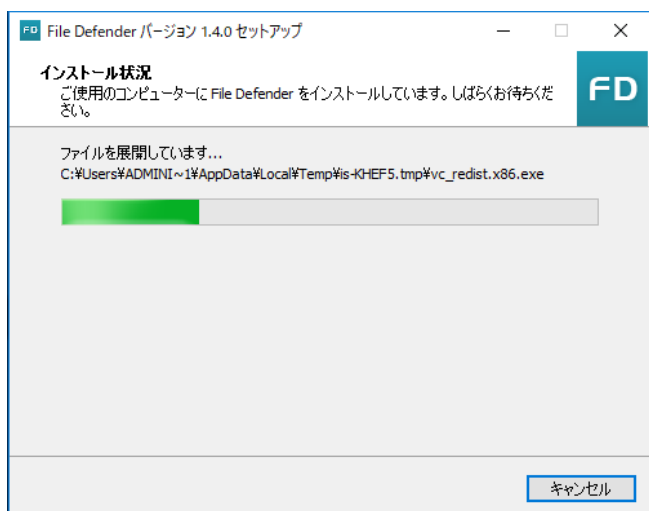 FD File Defender バージョン 1.4.0 セットアップ
インストール状況
ご使用のコンピューターに File Defender をインストールしています。しばらくお待ちくだ
さい。
FD
ファイルを展開しています...
C:¥Users¥ADMINI~1¥AppData¥Local¥Temp¥is-KHEF5.tmp¥vc_redist.x86.exe
キャンセル